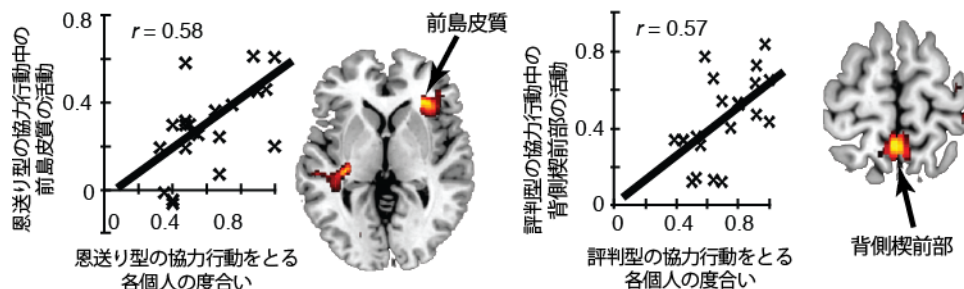 恩送り型の協力行動中の
前島皮質の活動
r = 0.58
0.8
0.4
0
0
0.4
0.8
恩送り型の協力行動をとる
各個人の度合い
前島皮質
評判型の協力行動中の
背側楔前部の活動
r = 0.57
0.8
0.4
0
0
0.4
0.8
評判型の協力行動をとる
各個人の度合い
背側楔前部